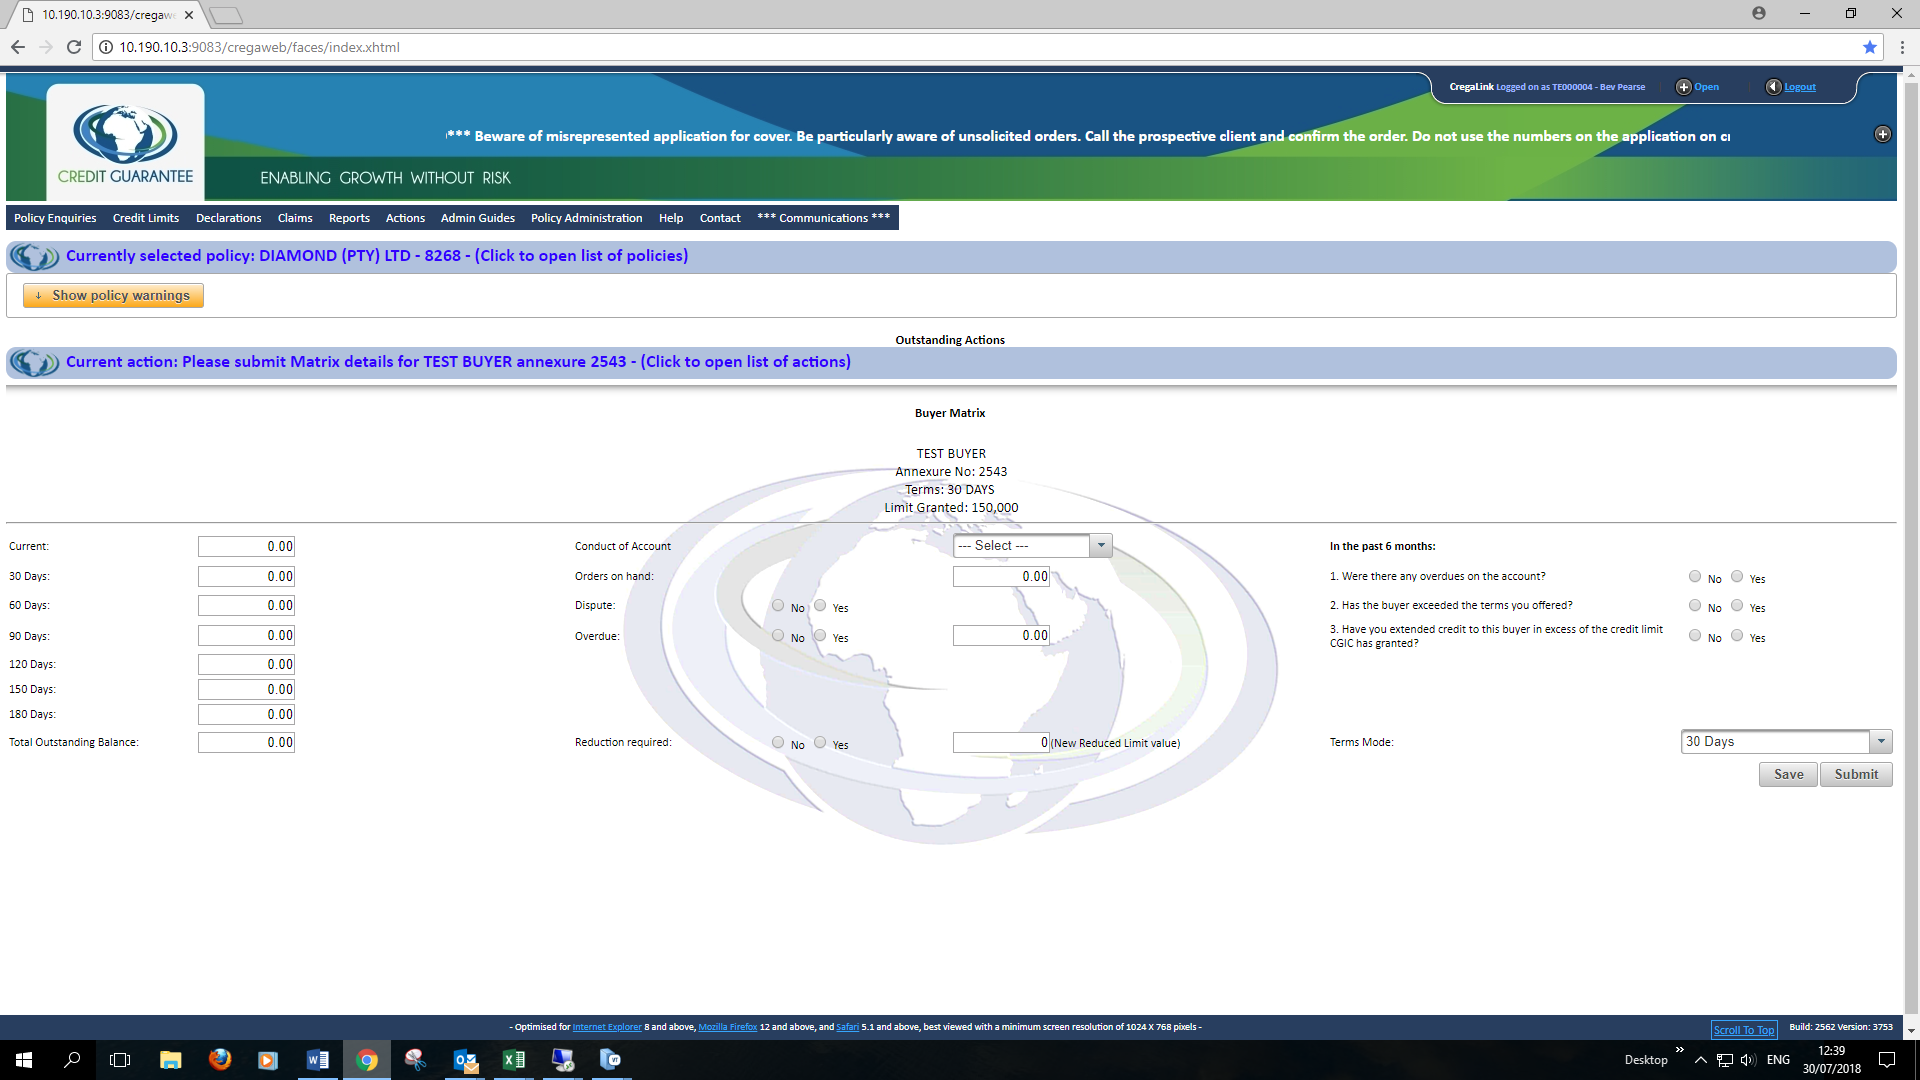 10.190.10.3:9083/cregaw
10.190.10.3:9083/cregaweb/faces/index.xhtml
CregaLink Logged on as TE000004 - Bev Pearse
Open
Logout
*** Beware of misrepresented application for cover. Be particularly aware of unsolicited orders. Call the prospective client and confirm the order. Do not use the numbers on the application on
CREDIT GUARANTEE
ENABLING GROWTH WITHOUT RISK
Policy Enquiries Credit Limits Declarations Claims Reports Actions Admin Guides Policy Administration Help Contact *** Communications ***
Currently selected policy: DIAMOND (PTY) LTD - 8268 - (Click to open list of policies)
Show policy warnings
Outstanding Actions
Current action: Please submit Matrix details for TEST BUYER annexure 2543 - (Click to open list of actions)
Buyer Matrix
TEST BUYER
Annexure No: 2543
Terms: 30 DAYS
Limit Granted: 150,000
Current: 0.00 Conduct of Account --- Select --- In the past 6 months:
30 Days: 0.00 Orders on hand: 0.00 1. Were there any overdues on the account? No Yes
60 Days: 0.00 Dispute: No Yes 2. Has the buyer exceeded the terms you offered? No Yes
90 Days: 0.00 Overdue: No Yes 0.00 3. Have you extended credit to this buyer in excess of the credit limit No Yes
CGIC has granted?
120 Days: 0.00
150 Days: 0.00
180 Days: 0.00
Total Outstanding Balance: 0.00 Reduction required: No Yes 0 (New Reduced Limit value) Terms Mode: 30 Days
Save Submit
- Optimised for Internet Explorer 8 and above, Mozilla Firefox 12 and above, and Safari 5.1 and above, best viewed with a minimum screen resolution of 1024 X 768 pixels -
Scroll To Top Build: 2562 Version: 3753
Desktop ENG 12:39
30/07/2018